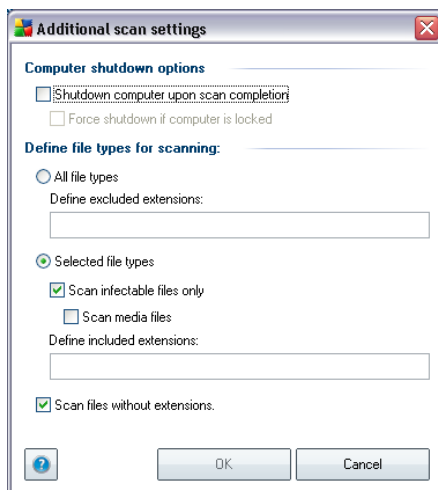 Additional scan settings
Computer shutdown options
Shutdown computer upon scan completion
Force shutdown if computer is locked
Define file types for scanning:
All file types
Define excluded extensions:
Selected file types
Scan infectable files only
Scan media files
Define included extensions:
Scan files without extensions.
?
OK
Cancel